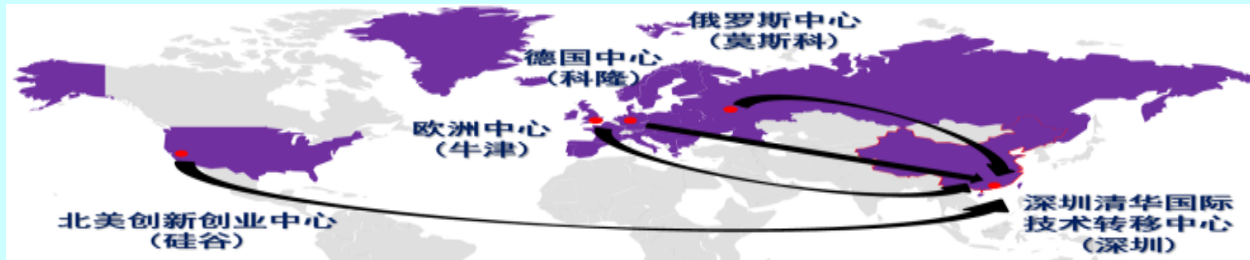 俄罗斯中心
(莫斯科)
德国中心
(科隆)
欧洲中心
(牛津)
北美创新创业中心
(硅谷)
深圳清华国际
技术转移中心
(深圳)